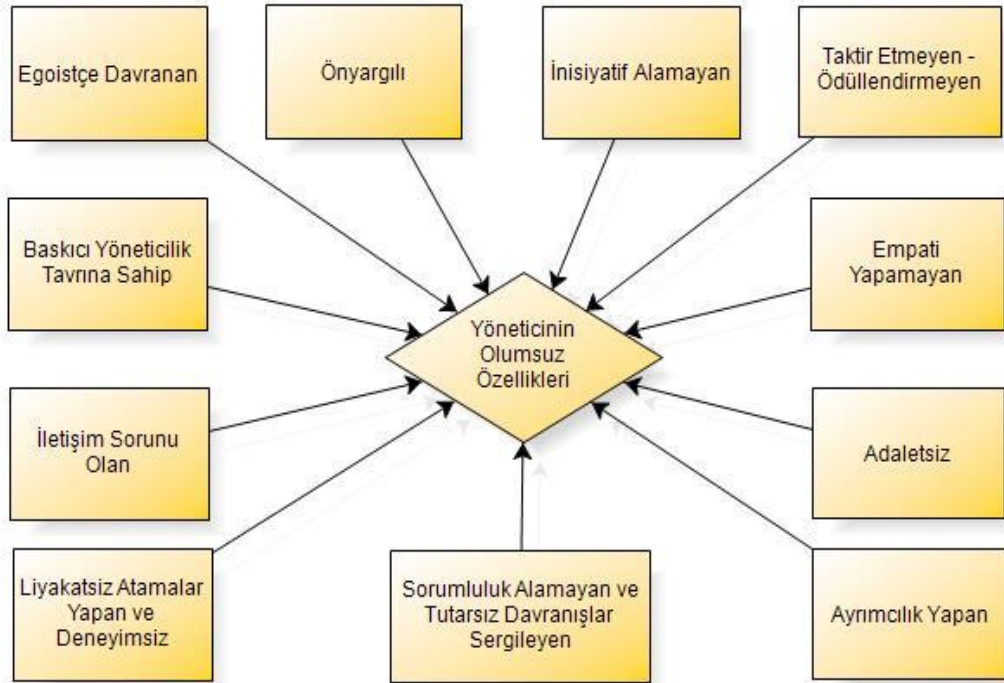 Egoistçe Davranan
Önyargılı
İnisiyatif Alamayan
Taktir Etmeyen -
Ödüllendirmeyen
Baskıcı Yöneticilik
Tavrına Sahip
Empati
Yapamayan
Yöneticinin
Olumsuz
Özellikleri
İletişim Sorunu
Olan
Adaletsiz
Liyakatsiz Atamalar
Yapan ve
Deneyimsiz
Sorumluluk Alamayan ve
Tutarsız Davranışlar
Sergileyen
Ayrımcılık Yapan